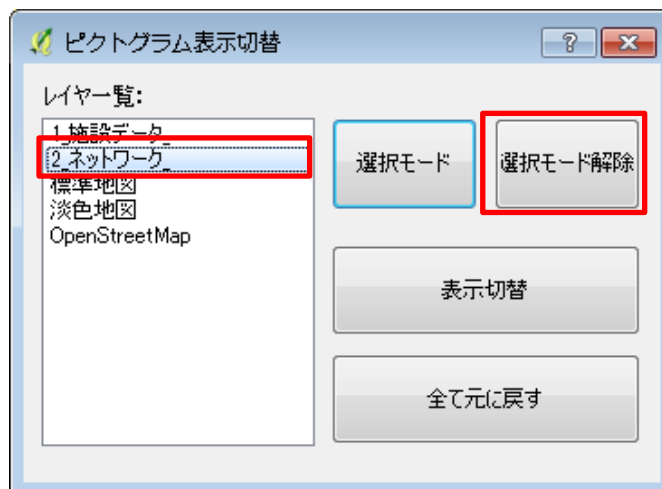 ピクトグラム表示切替
?
レイヤ一覧:
1_施設データ_
2_ネットワーク_
標準地図
淡色地図
OpenStreetMap
選択モード
選択モード解除
表示切替
全て元に戻す